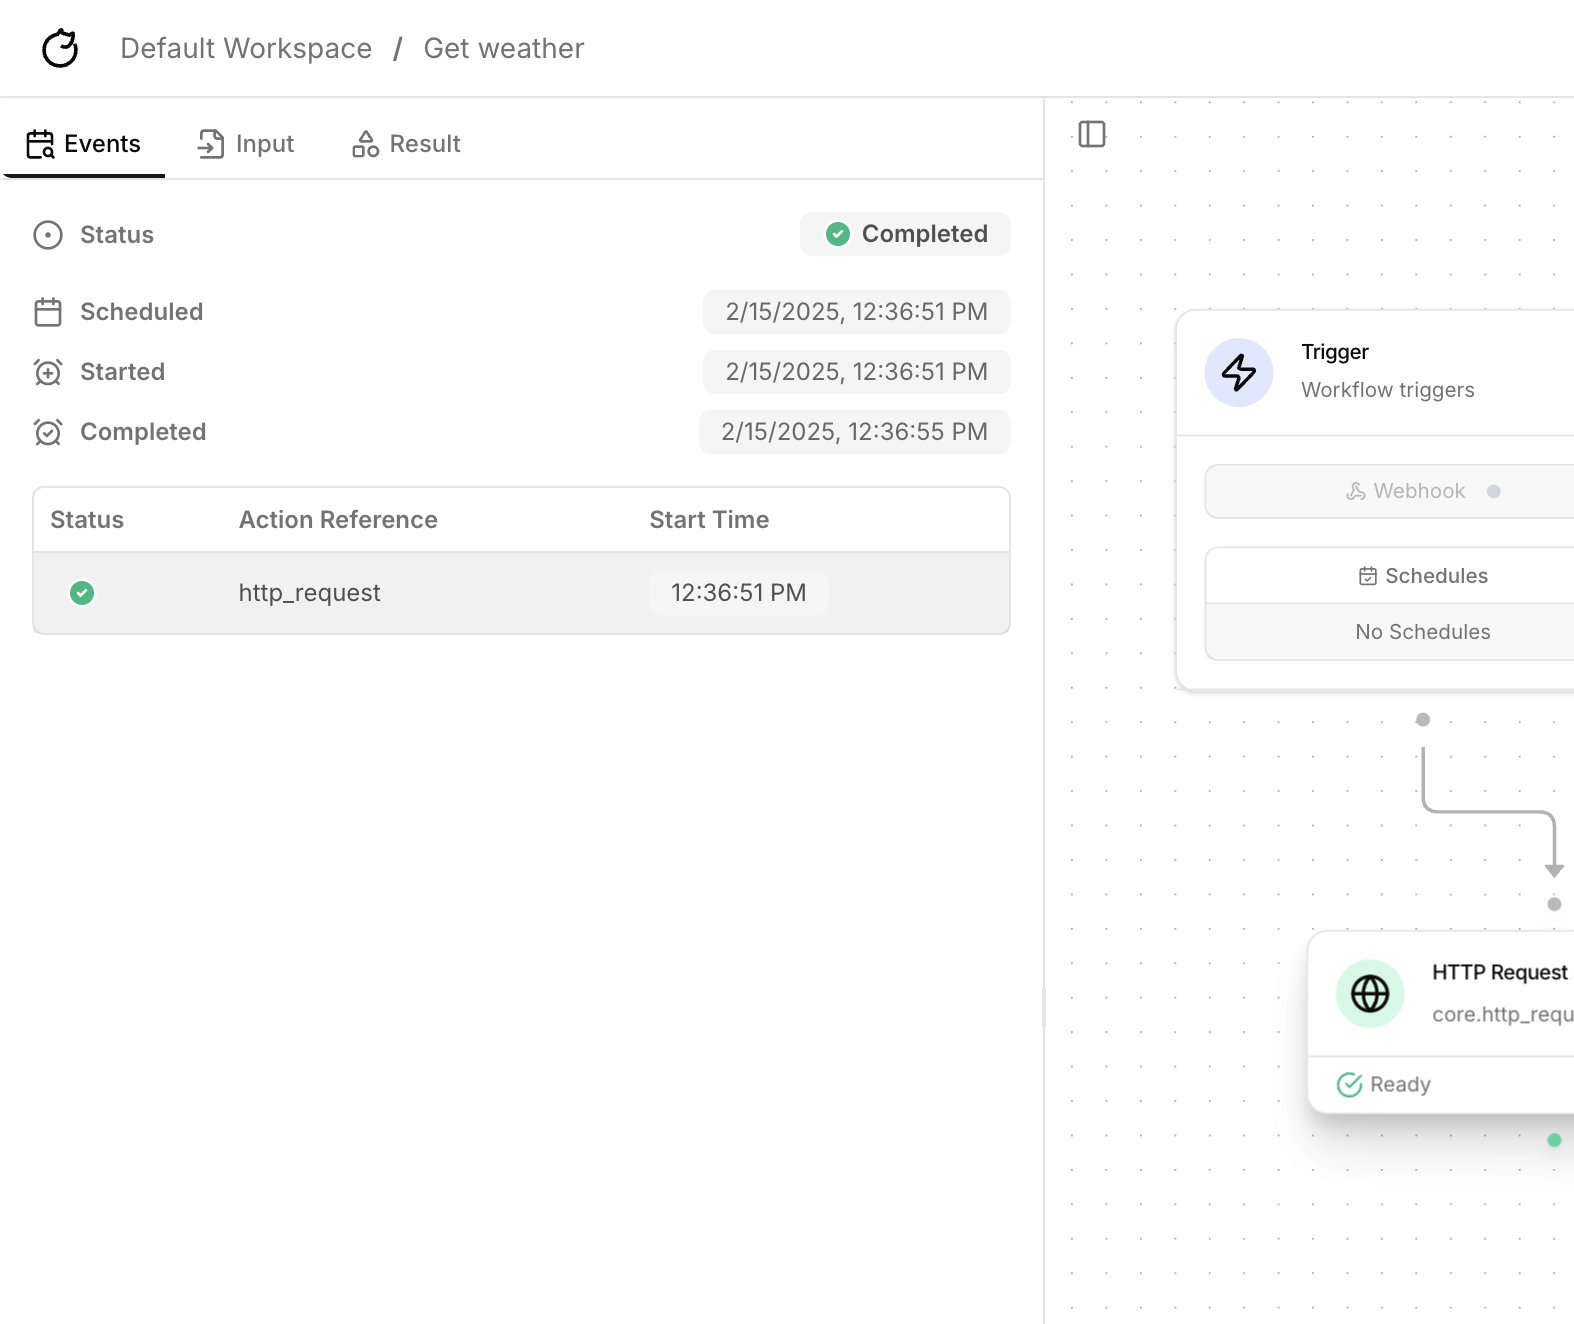 Default Workspace / Get weather
Events Input Result
Status Completed
Scheduled 2/15/2025, 12:36:51 PM
Started 2/15/2025, 12:36:51 PM
Completed 2/15/2025, 12:36:55 PM
Status Action Reference Start Time
http_request 12:36:51 PM
Trigger
Workflow triggers
Webhook
Schedules
No Schedules
HTTP Request
core.http_requ
Ready